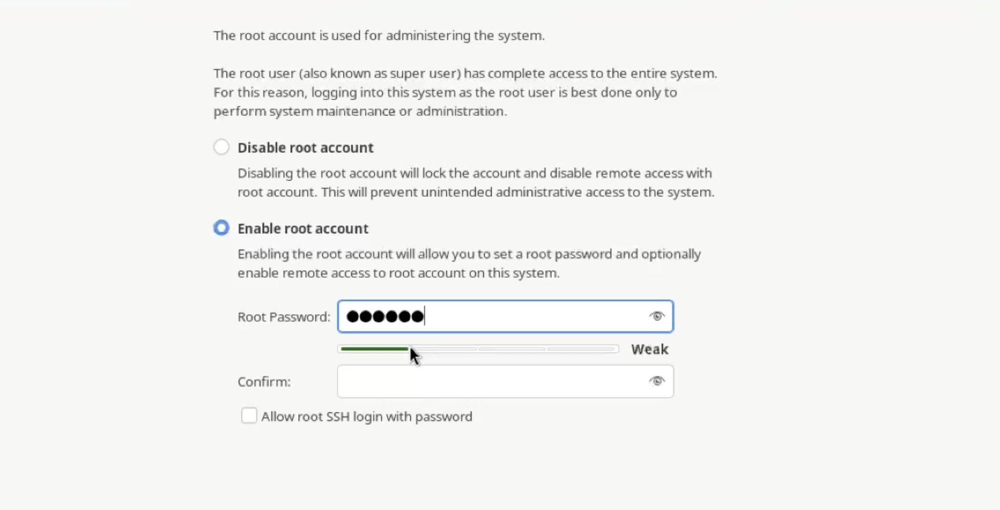 The root account is used for administering the system.
The root user (also known as super user) has complete access to the entire system.
For this reason, logging into this system as the root user is best done only to
perform system maintenance or administration.
Disable root account
Disabling the root account will lock the account and disable remote access with
root account. This will prevent unintended administrative access to the system.
Enable root account
Enabling the root account will allow you to set a root password and optionally
enable remote access to root account on this system.
Root Password: ●●●●●●
Weak
Confirm:
Allow root SSH login with password